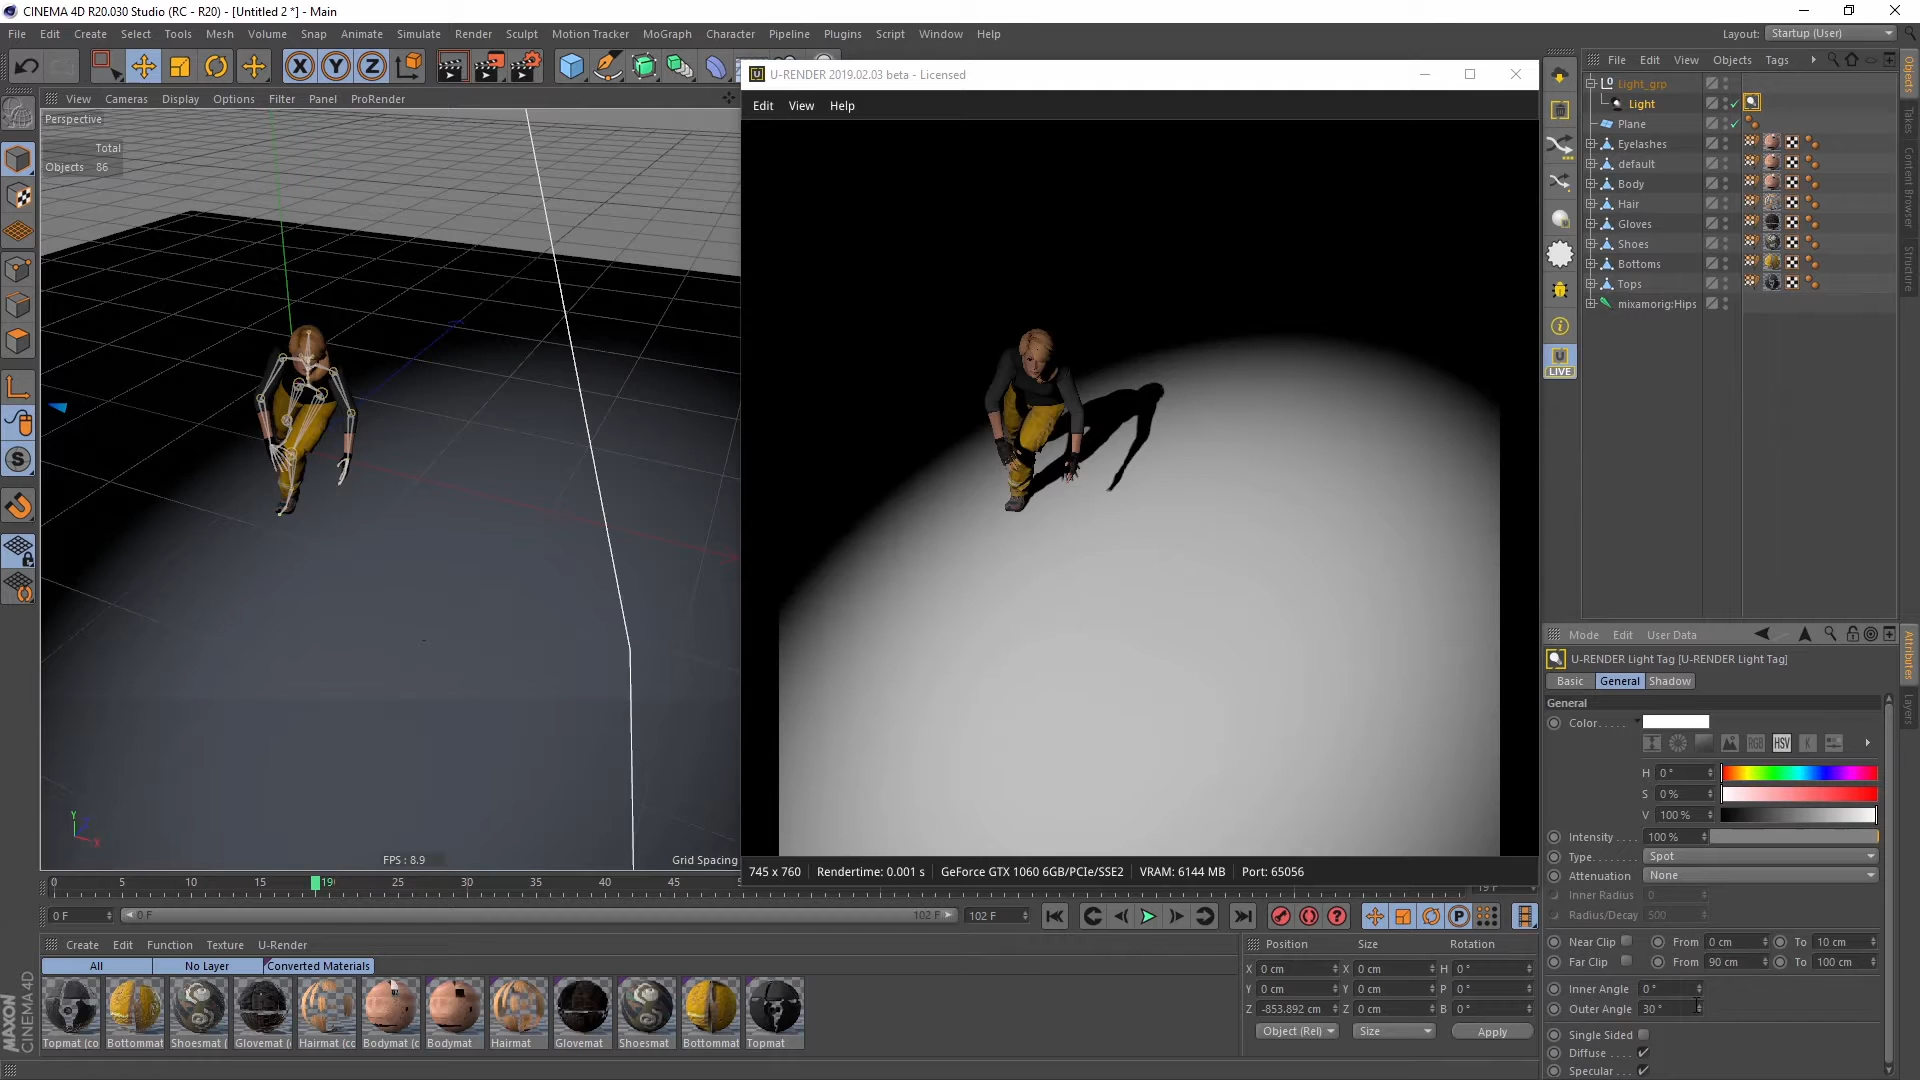 CINEMA 4D R20.030 Studio (RC - R20) - [Untitled 2 *] - Main
File Edit Create Select Tools Mesh Volume Snap Animate Simulate Render Sculpt Motion Tracker MoGraph Character Pipeline Plugins Script Window Help
Layout: Startup (User)
X Y Z
View Cameras Display Options Filter Panel ProRender
Perspective
Total
Objects 86
U-RENDER 2019.02.03 beta - Licensed
Edit View Help
File Edit View Objects Tags
Light_grp
Light
Plane
Eyelashes
default
Body
Hair
Gloves
Shoes
Bottoms
Tops
mixamorig:Hips
LIVE
Objects
Takes
Content Browser
Structure
Attributes
Layers
Mode Edit User Data
U-RENDER Light Tag [U-RENDER Light Tag]
Basic General Shadow
General
Color. . . . .
RGB HSV K
H 0 °
S 0 %
V 100 %
Intensity . . . . 100 %
Type. . . . . . . . Spot
Attenuation None
Inner Radius 0
Radius/Decay 500
Near Clip From 0 cm To 10 cm
Far Clip From 90 cm To 100 cm
Inner Angle 0 °
Outer Angle 30 °
Single Sided
Diffuse . . . .
Specular . . .
FPS : 8.9
Grid Spacing
745 x 760 Rendertime: 0.001 s GeForce GTX 1060 6GB/PCIe/SSE2 VRAM: 6144 MB Port: 65056
0 5 10 15 19 25 30 35 40 45
19 F
0 F 0 F 102 F 102 F
Create Edit Function Texture U-Render
All No Layer Converted Materials
Topmat (co Bottommat Shoesmat ( Glovemat (( Hairmat (cc Bodymat (c Bodymat Hairmat Glovemat Shoesmat Bottommat Topmat
Position Size Rotation
X 0 cm X 0 cm H 0 °
Y 0 cm Y 0 cm P 0 °
Z -853.892 cm Z 0 cm B 0 °
Object (Rel) Size Apply
MAXON
CINEMA 4D